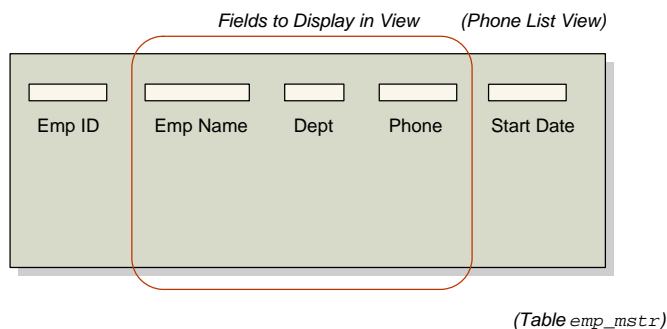 Fields to Display in View (Phone List View)
Emp ID Emp Name Dept Phone Start Date
(Table emp_mstr)